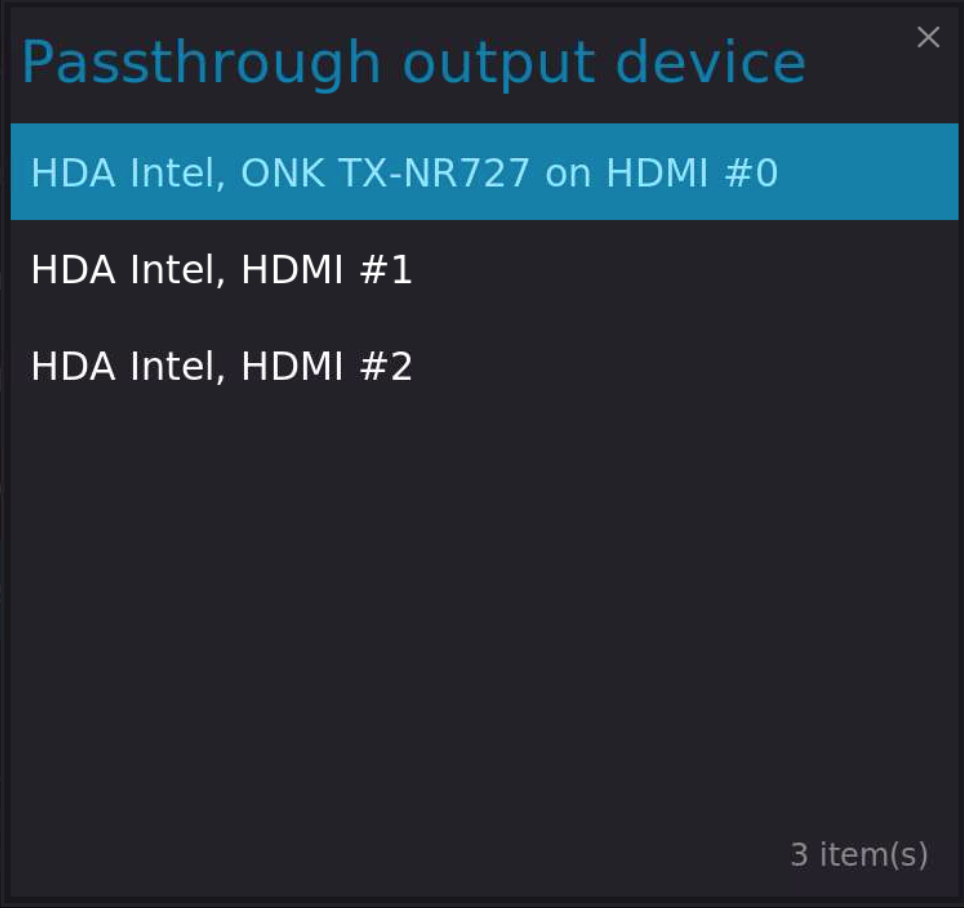 Passthrough output device
HDA Intel, ONK TX-NR727 on HDMI #0
HDA Intel, HDMI #1
HDA Intel, HDMI #2
3 item(s)